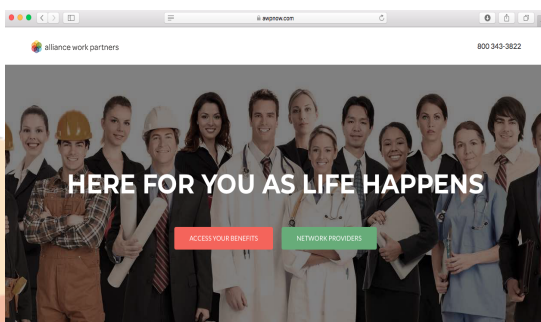 awpnow.com
alliance work partners
800 343-3822
HERE FOR YOU AS LIFE HAPPENS
ACCESS YOUR BENEFITS
NETWORK PROVIDERS